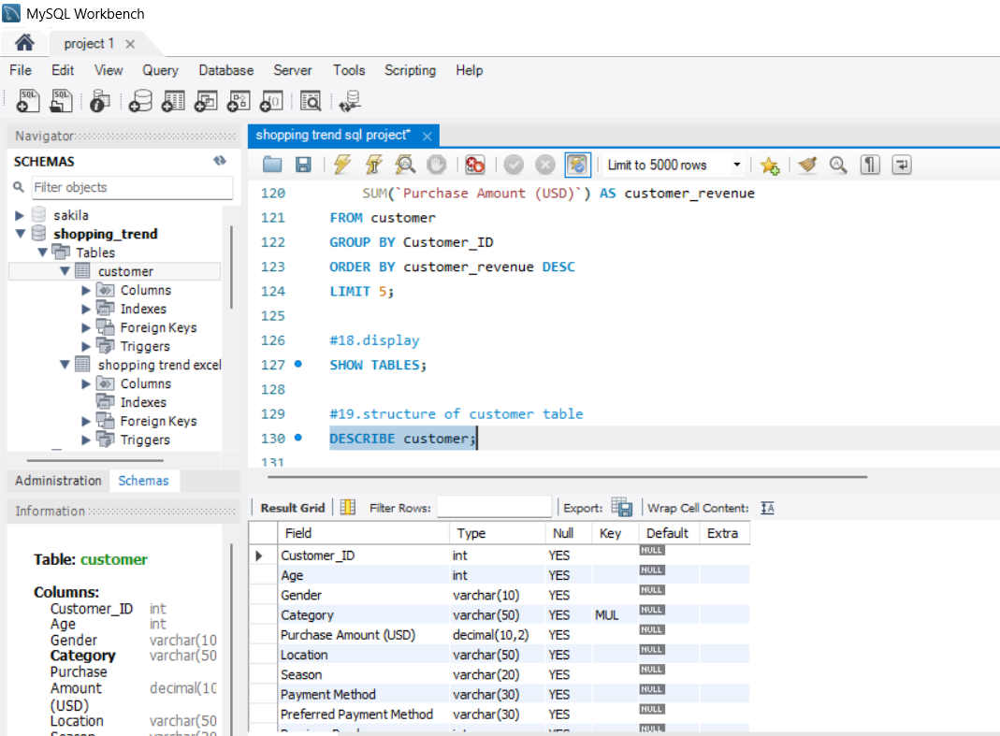 MySQL Workbench
project 1
File Edit View Query Database Server Tools Scripting Help
Navigator
SCHEMAS
Filter objects
sakila
shopping_trend
Tables
customer
Columns
Indexes
Foreign Keys
Triggers
shopping trend excel
Columns
Indexes
Foreign Keys
Triggers
Administration Schemas
Information
Table: customer
Columns:
Customer_ID int
Age int
Gender varchar(10
Category varchar(50
Purchase
Amount decimal(10
(USD)
Location varchar(50
Season varchar(20
shopping trend sql project*
Limit to 5000 rows
120 SUM(`Purchase Amount (USD)`) AS customer_revenue
121 FROM customer
122 GROUP BY Customer_ID
123 ORDER BY customer_revenue DESC
124 LIMIT 5;
125
126 #18.display
127 SHOW TABLES;
128
129 #19.structure of customer table
130 DESCRIBE customer;
131
Result Grid Filter Rows: Export: Wrap Cell Content:
Field Type Null Key Default Extra
Customer_ID int YES NULL
Age int YES NULL
Gender varchar(10) YES NULL
Category varchar(50) YES MUL NULL
Purchase Amount (USD) decimal(10,2) YES NULL
Location varchar(50) YES NULL
Season varchar(20) YES NULL
Payment Method varchar(30) YES NULL
Preferred Payment Method varchar(30) YES NULL
int YES NULL